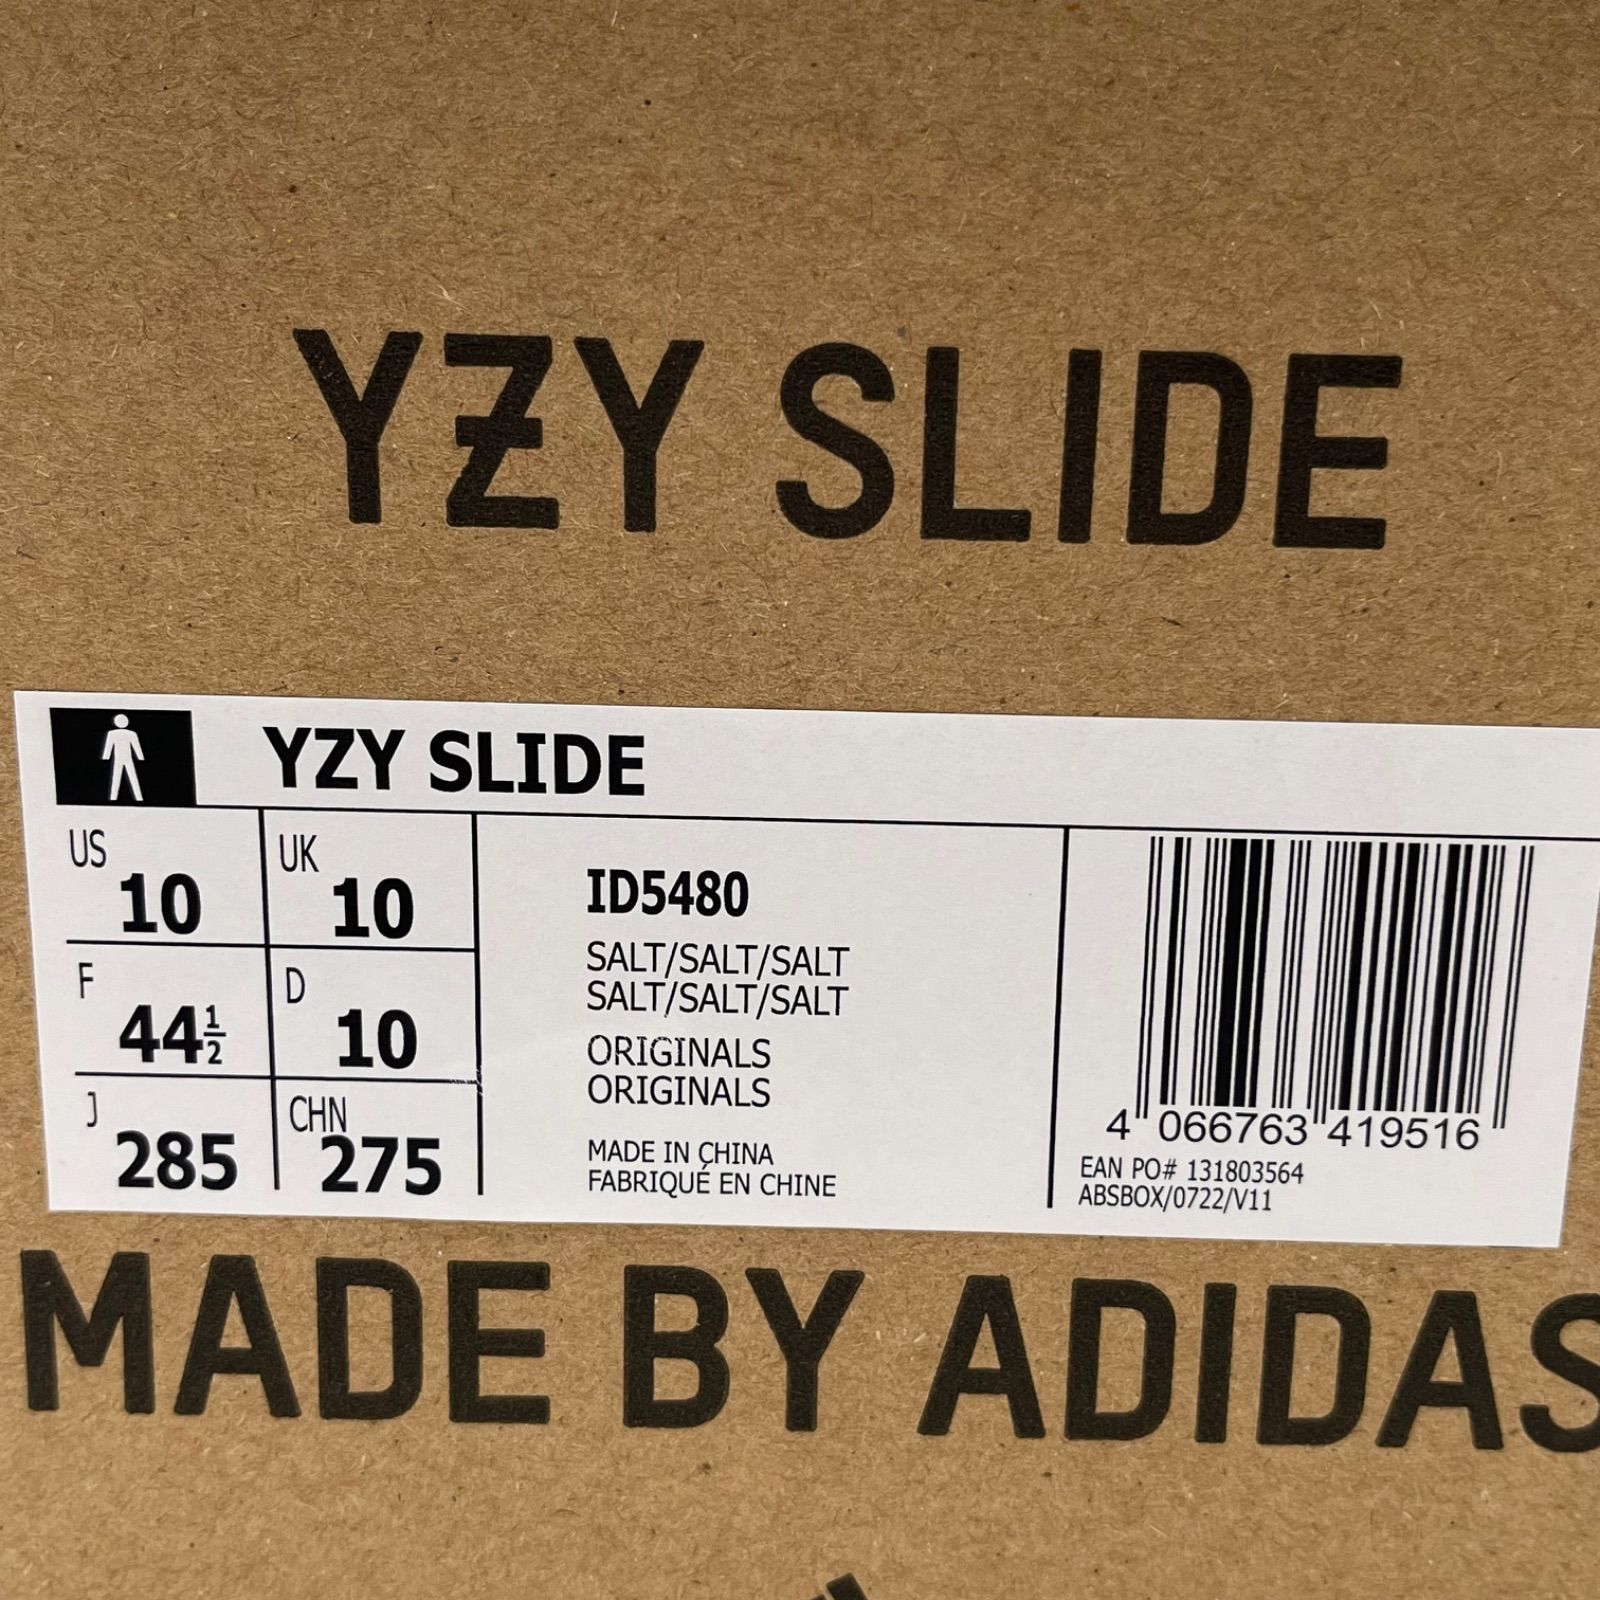 YZY SLIDE
YZY SLIDE
US 10
UK 10
F 44½
D 10
J 285
CHN 275
ID5480
SALT/SALT/SALT
SALT/SALT/SALT
ORIGINALS
ORIGINALS
MADE IN CHINA
FABRIQUÉ EN CHINE
4 066763 419516
EAN PO# 131803564
ABSBOX/0722/V11
MADE BY ADIDAS